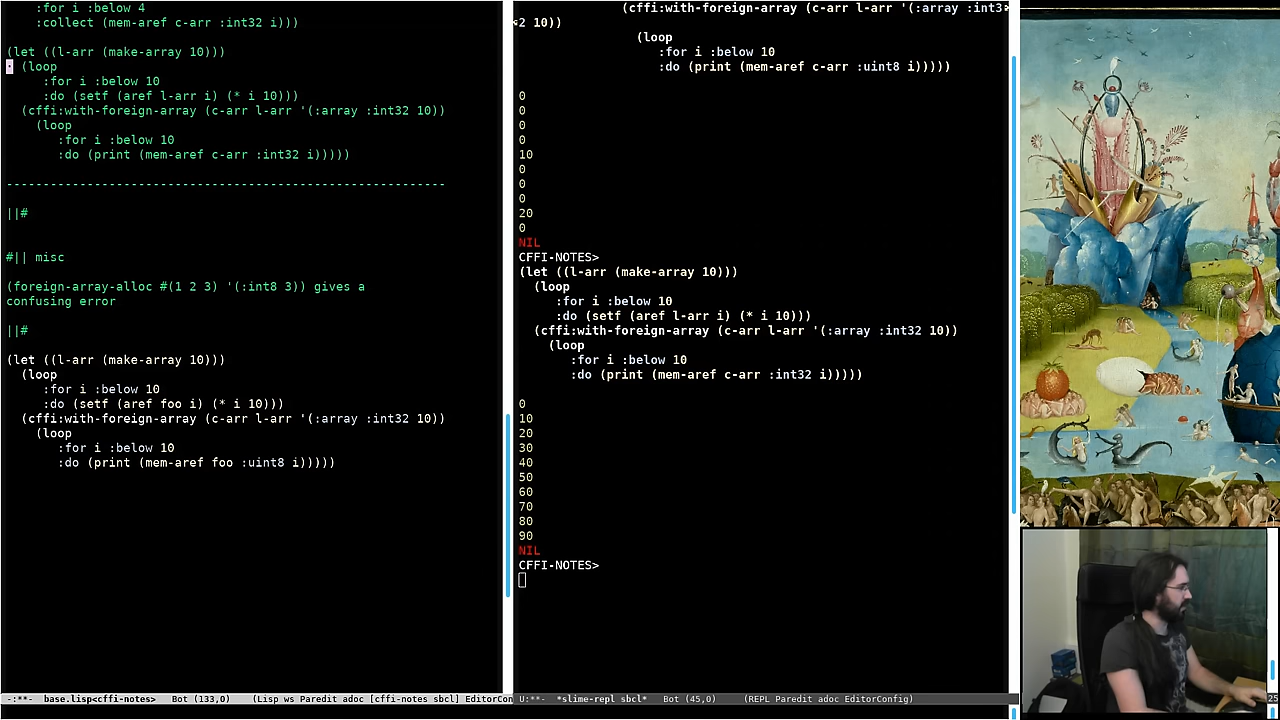 :for i :below 4
:collect (mem-aref c-arr :int32 i)))
(let ((l-arr (make-array 10)))
(loop
:for i :below 10
:do (setf (aref l-arr i) (* i 10)))
(cffi:with-foreign-array (c-arr l-arr '(:array :int32 10))
(loop
:for i :below 10
:do (print (mem-aref c-arr :int32 i)))))
------------------------------------------------------------
||#
#|| misc
(foreign-array-alloc #(1 2 3) '(:int8 3)) gives a
confusing error
||#
(let ((l-arr (make-array 10)))
(loop
:for i :below 10
:do (setf (aref foo i) (* i 10)))
(cffi:with-foreign-array (c-arr l-arr '(:array :int32 10))
(loop
:for i :below 10
:do (print (mem-aref foo :uint8 i)))))
-:**- base.lisp<cffi-notes> Bot (133,0) (Lisp ws Paredit adoc [cffi-notes sbcl] EditorCon
(cffi:with-foreign-array (c-arr l-arr '(:array :int3
2 10))
(loop
:for i :below 10
:do (print (mem-aref c-arr :uint8 i)))))
0
0
0
0
10
0
0
0
20
0
NIL
CFFI-NOTES>
(let ((l-arr (make-array 10)))
(loop
:for i :below 10
:do (setf (aref l-arr i) (* i 10)))
(cffi:with-foreign-array (c-arr l-arr '(:array :int32 10))
(loop
:for i :below 10
:do (print (mem-aref c-arr :int32 i)))))
0
10
20
30
40
50
60
70
80
90
NIL
CFFI-NOTES>
U:**- *slime-repl sbcl* Bot (45,0) (REPL Paredit adoc EditorConfig)